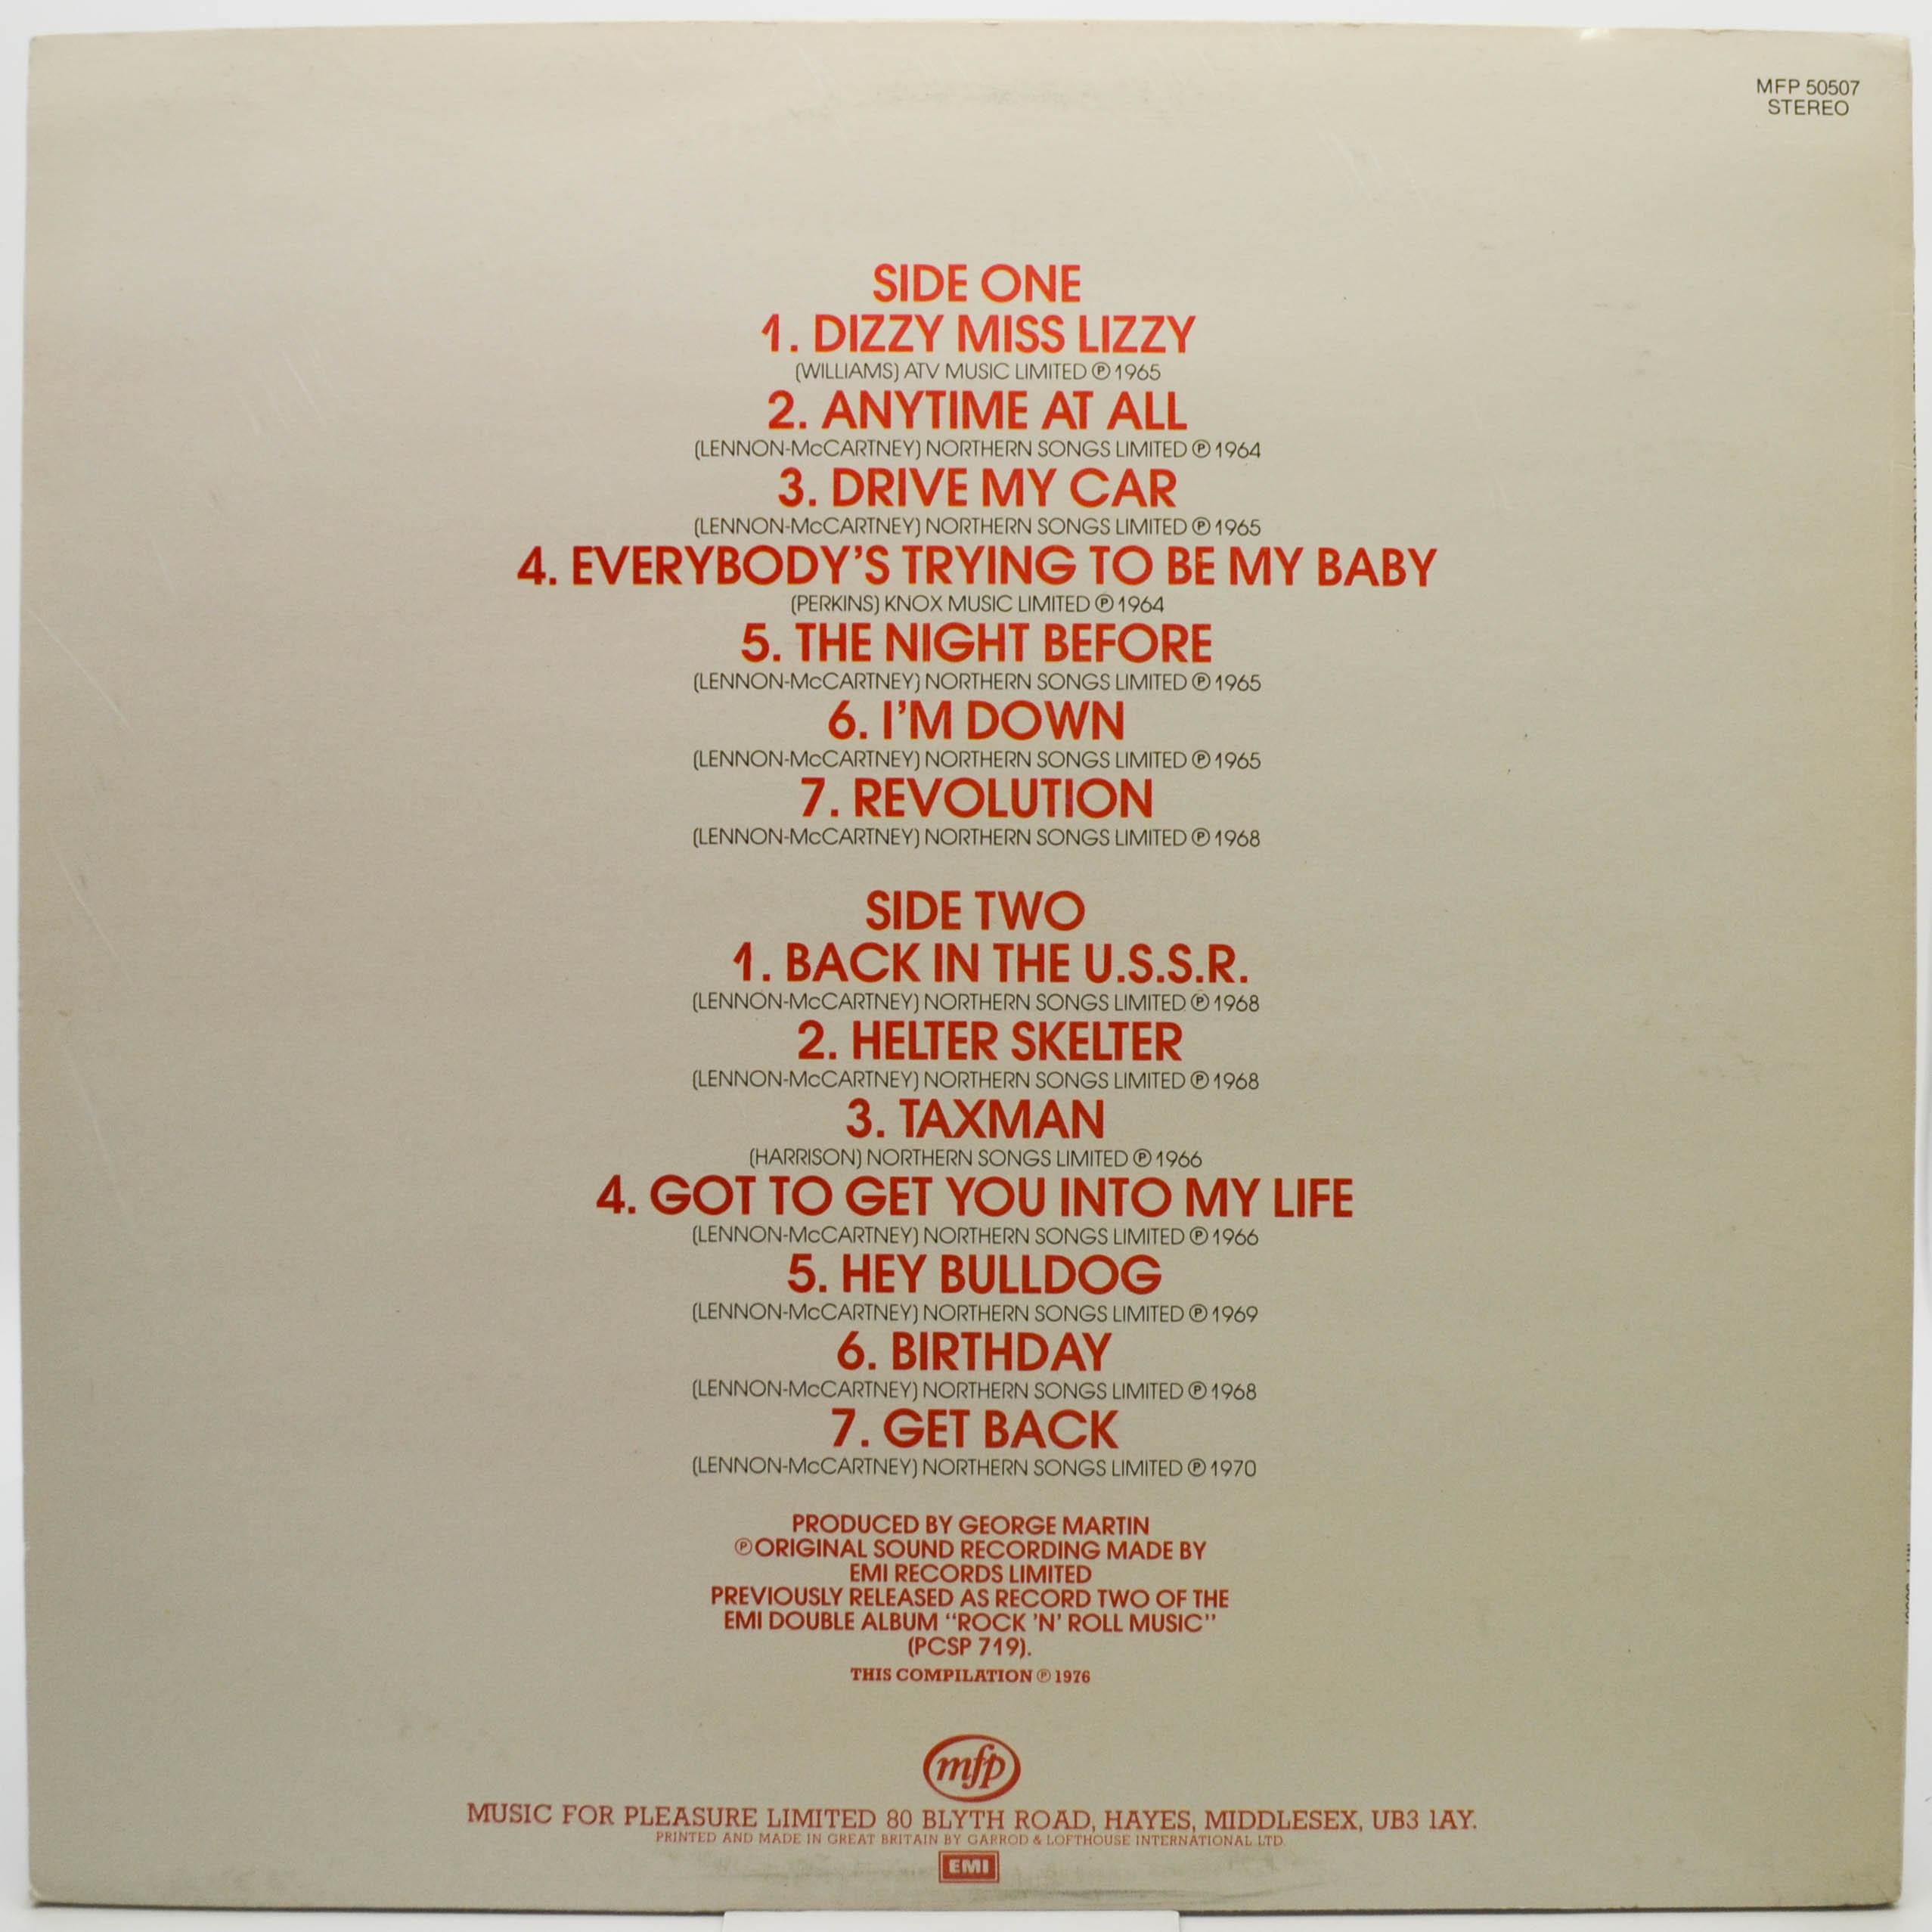 MFP 50507
STEREO
SIDE ONE
1. DIZZY MISS LIZZY
(WILLIAMS) ATV MUSIC LIMITED ℗ 1965
2. ANYTIME AT ALL
(LENNON-McCARTNEY) NORTHERN SONGS LIMITED ℗ 1964
3. DRIVE MY CAR
(LENNON-McCARTNEY) NORTHERN SONGS LIMITED ℗ 1965
4. EVERYBODY’S TRYING TO BE MY BABY
(PERKINS) KNOX MUSIC LIMITED ℗ 1964
5. THE NIGHT BEFORE
(LENNON-McCARTNEY) NORTHERN SONGS LIMITED ℗ 1965
6. I’M DOWN
(LENNON-McCARTNEY) NORTHERN SONGS LIMITED ℗ 1965
7. REVOLUTION
(LENNON-McCARTNEY) NORTHERN SONGS LIMITED ℗ 1968
SIDE TWO
1. BACK IN THE U.S.S.R.
(LENNON-McCARTNEY) NORTHERN SONGS LIMITED ℗ 1968
2. HELTER SKELTER
(LENNON-McCARTNEY) NORTHERN SONGS LIMITED ℗ 1968
3. TAXMAN
(HARRISON) NORTHERN SONGS LIMITED ℗ 1966
4. GOT TO GET YOU INTO MY LIFE
(LENNON-McCARTNEY) NORTHERN SONGS LIMITED ℗ 1966
5. HEY BULLDOG
(LENNON-McCARTNEY) NORTHERN SONGS LIMITED ℗ 1969
6. BIRTHDAY
(LENNON-McCARTNEY) NORTHERN SONGS LIMITED ℗ 1968
7. GET BACK
(LENNON-McCARTNEY) NORTHERN SONGS LIMITED ℗ 1970
PRODUCED BY GEORGE MARTIN
℗ ORIGINAL SOUND RECORDING MADE BY
EMI RECORDS LIMITED
PREVIOUSLY RELEASED AS RECORD TWO OF THE
EMI DOUBLE ALBUM “ROCK ’N’ ROLL MUSIC”
(PCSP 719).
THIS COMPILATION ℗ 1976
mfp
MUSIC FOR PLEASURE LIMITED 80 BLYTH ROAD, HAYES, MIDDLESEX, UB3 1AY.
PRINTED AND MADE IN GREAT BRITAIN BY GARROD & LOFTHOUSE INTERNATIONAL LTD.
EMI